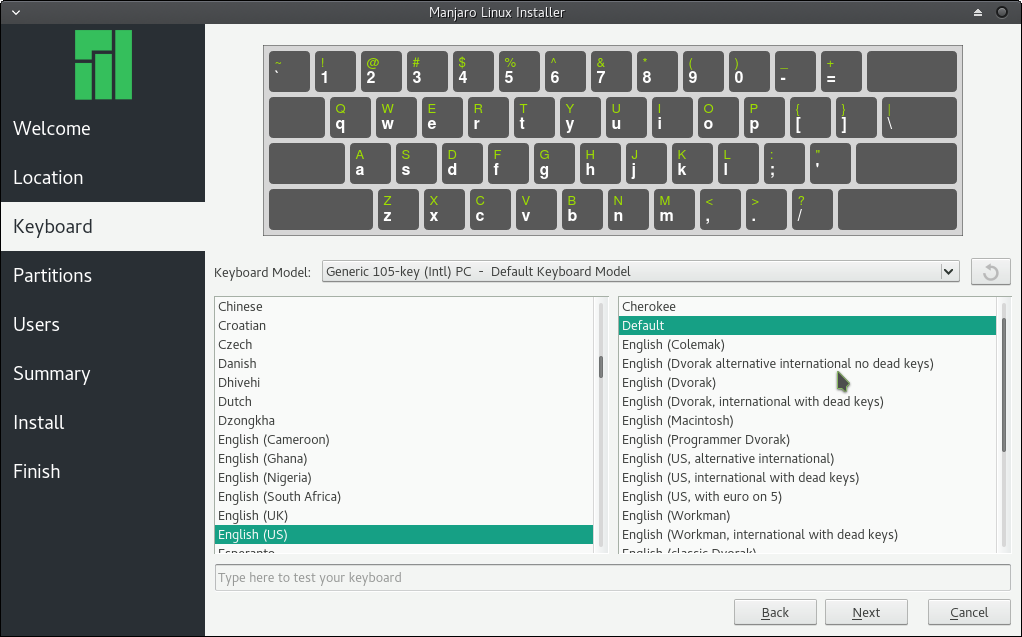 Manjaro Linux Installer
Welcome
Location
Keyboard
Partitions
Users
Summary
Install
Finish
~ ! @ # $ % ^ & * ( ) _ +
` 1 2 3 4 5 6 7 8 9 0 - =
Q W E R T Y U I O P { } |
q w e r t y u i o p [ ] \
A S D F G H J K L : "
a s d f g h j k l ; '
Z X C V B N M < > ?
z x c v b n m , . /
Keyboard Model: Generic 105-key (Intl) PC - Default Keyboard Model
Chinese
Croatian
Czech
Danish
Dhivehi
Dutch
Dzongkha
English (Cameroon)
English (Ghana)
English (Nigeria)
English (South Africa)
English (UK)
English (US)
Esperanto
Cherokee
Default
English (Colemak)
English (Dvorak alternative international no dead keys)
English (Dvorak)
English (Dvorak, international with dead keys)
English (Macintosh)
English (Programmer Dvorak)
English (US, alternative international)
English (US, international with dead keys)
English (US, with euro on 5)
English (Workman)
English (Workman, international with dead keys)
English (classic Dvorak)
Type here to test your keyboard
Back Next Cancel